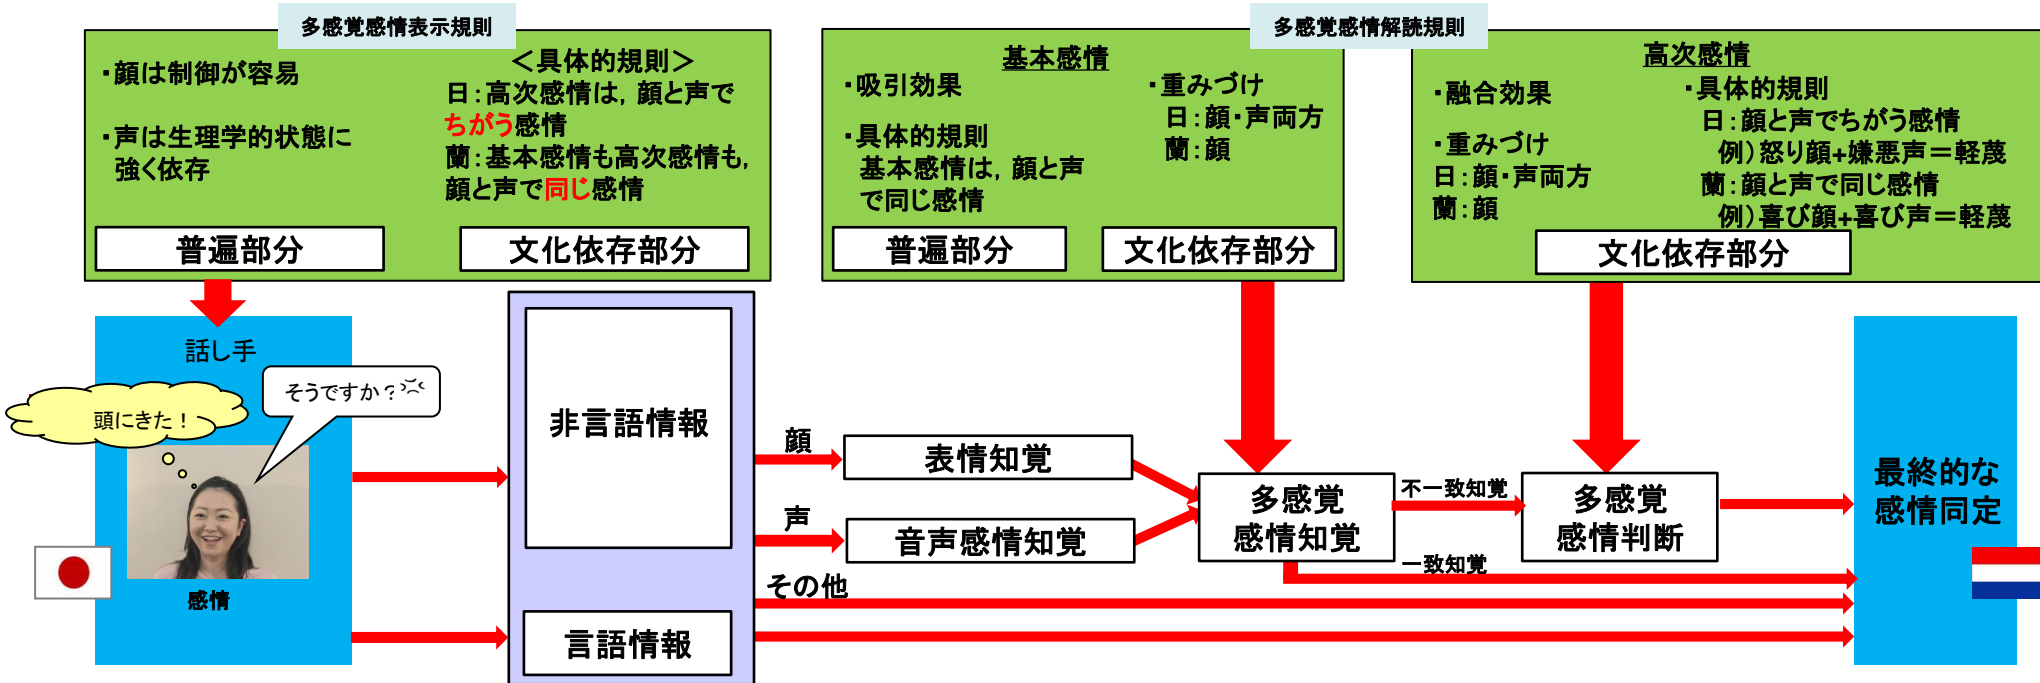 多感覚感情表示規則
・顔は制御が容易
・声は生理学的状態に
強く依存
＜具体的規則＞
日：高次感情は，顔と声で
ちがう感情
蘭：基本感情も高次感情も，
顔と声で同じ感情
普遍部分
文化依存部分
多感覚感情解読規則
基本感情
・吸引効果
・具体的規則
基本感情は，顔と声
で同じ感情
・重みづけ
日：顔・声両方
蘭：顔
普遍部分
文化依存部分
高次感情
・融合効果
・重みづけ
日：顔・声両方
蘭：顔
・具体的規則
日：顔と声でちがう感情
例）怒り顔+嫌悪声＝軽蔑
蘭：顔と声で同じ感情
例）喜び顔+喜び声＝軽蔑
文化依存部分
話し手
頭にきた！
そうですか？
感情
非言語情報
言語情報
顔
声
その他
表情知覚
音声感情知覚
多感覚
感情知覚
不一致知覚
一致知覚
多感覚
感情判断
最終的な
感情同定